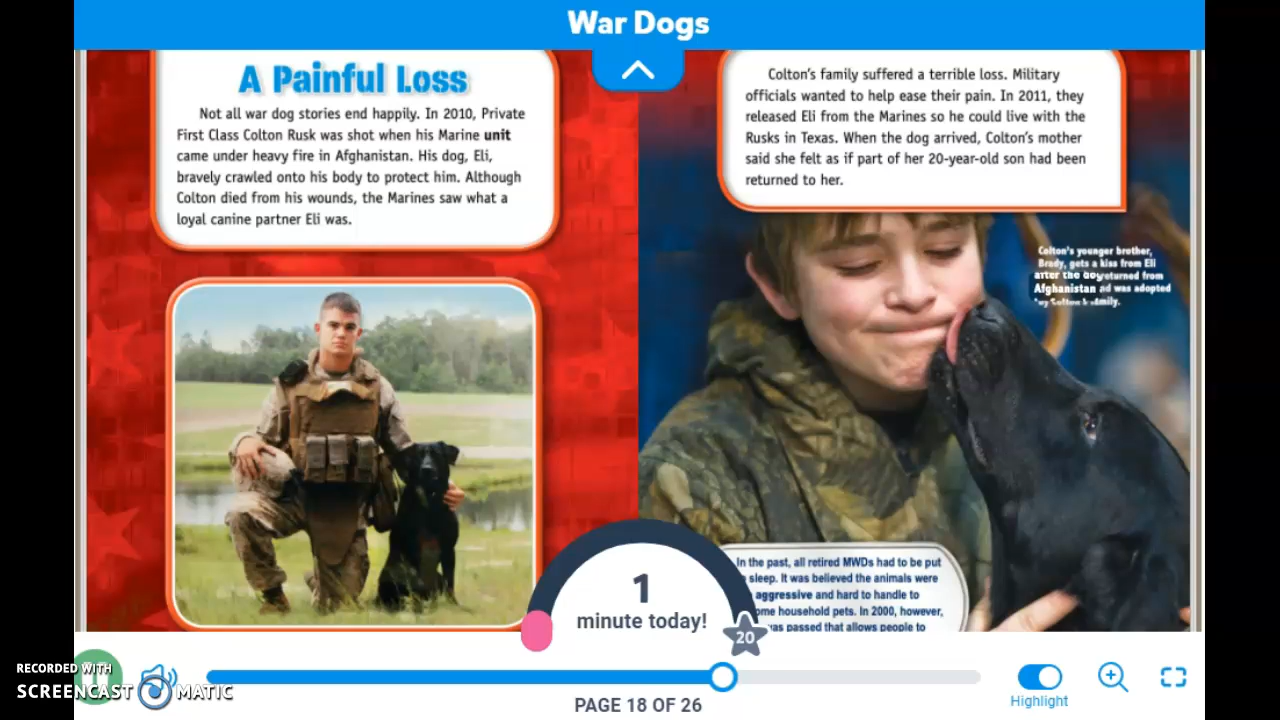 War Dogs
A Painful Loss
Not all war dog stories end happily. In 2010, Private
First Class Colton Rusk was shot when his Marine unit
came under heavy fire in Afghanistan. His dog, Eli,
bravely crawled onto his body to protect him. Although
Colton died from his wounds, the Marines saw what a
loyal canine partner Eli was.
Colton's family suffered a terrible loss. Military
officials wanted to help ease their pain. In 2011, they
released Eli from the Marines so he could live with the
Rusks in Texas. When the dog arrived, Colton's mother
said she felt as if part of her 20-year-old son had been
returned to her.
Colton's younger brother,
Brady, gets a kiss from Eli
after the returned from
Afghanistan was adopted
In the past, all retired MWDs had to be put
sleep. It was believed the animals were
aggressive and hard to handle to
household pets. In 2000, however,
was passed that allows people to
1
minute today!
20
PAGE 18 OF 26
Highlight
RECORDED WITH
SCREENCAST MATIC